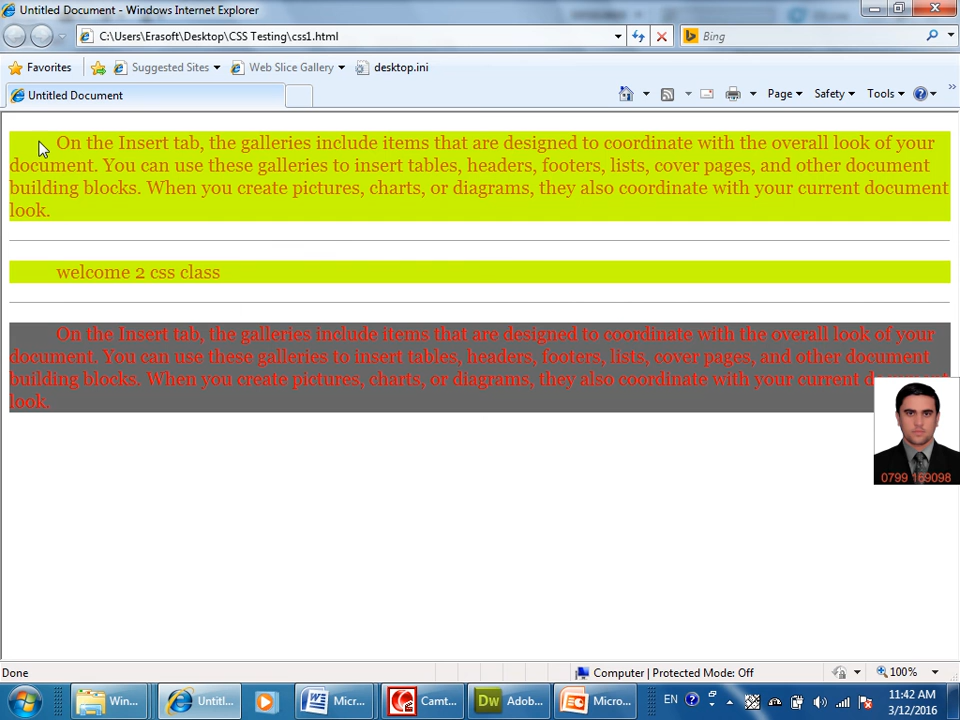 Untitled Document - Windows Internet Explorer
C:\Users\Erasoft\Desktop\CSS Testing\css1.html
Bing
Favorites
Suggested Sites
Web Slice Gallery
desktop.ini
Untitled Document
Page
Safety
Tools
On the Insert tab, the galleries include items that are designed to coordinate with the overall look of your
document. You can use these galleries to insert tables, headers, footers, lists, cover pages, and other document
building blocks. When you create pictures, charts, or diagrams, they also coordinate with your current document
look.
welcome 2 css class
On the Insert tab, the galleries include items that are designed to coordinate with the overall look of your
document. You can use these galleries to insert tables, headers, footers, lists, cover pages, and other document
building blocks. When you create pictures, charts, or diagrams, they also coordinate with your current
look.
0799 169098
Done
Computer | Protected Mode: Off
100%
Win...
Untitl...
Micr...
Camt...
Dw
Adob...
Micro...
EN
11:42 AM
3/12/2016